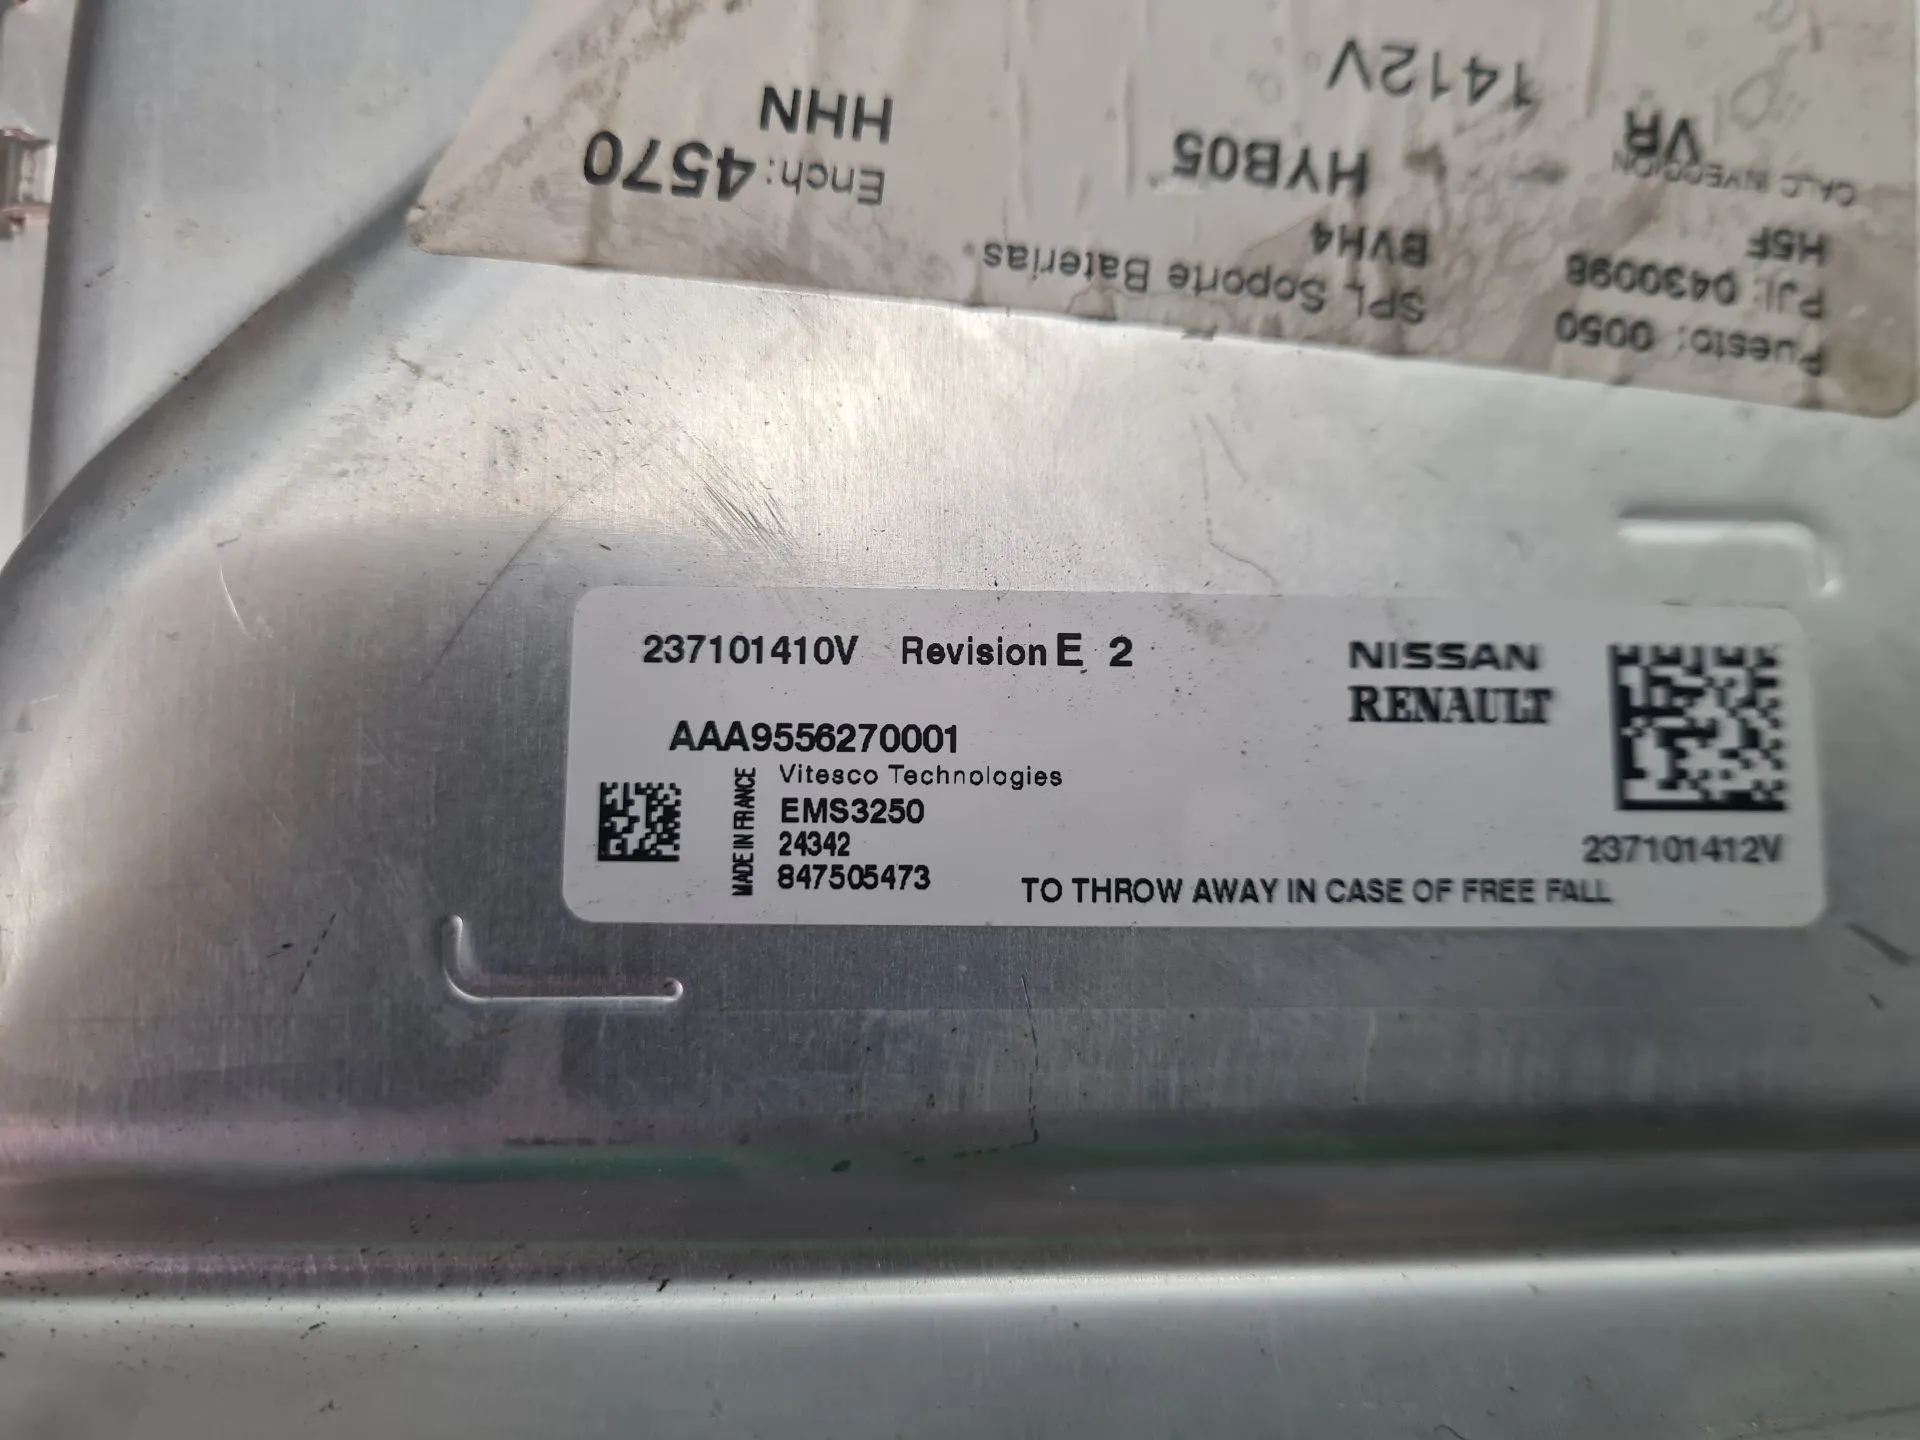 237101410V Revision E 2
NISSAN
RENAULT
AAA9556270001
MADE IN FRANCE
Vitesco Technologies
EMS3250
24342
847505473
237101412V
TO THROW AWAY IN CASE OF FREE FALL
Puesto: 0050
PJI: 0430098
SPL Soporte Baterias
H5F
BVH4
CALC INYECCION
VR
HYB05
Ench: 4570
HHN
1412V